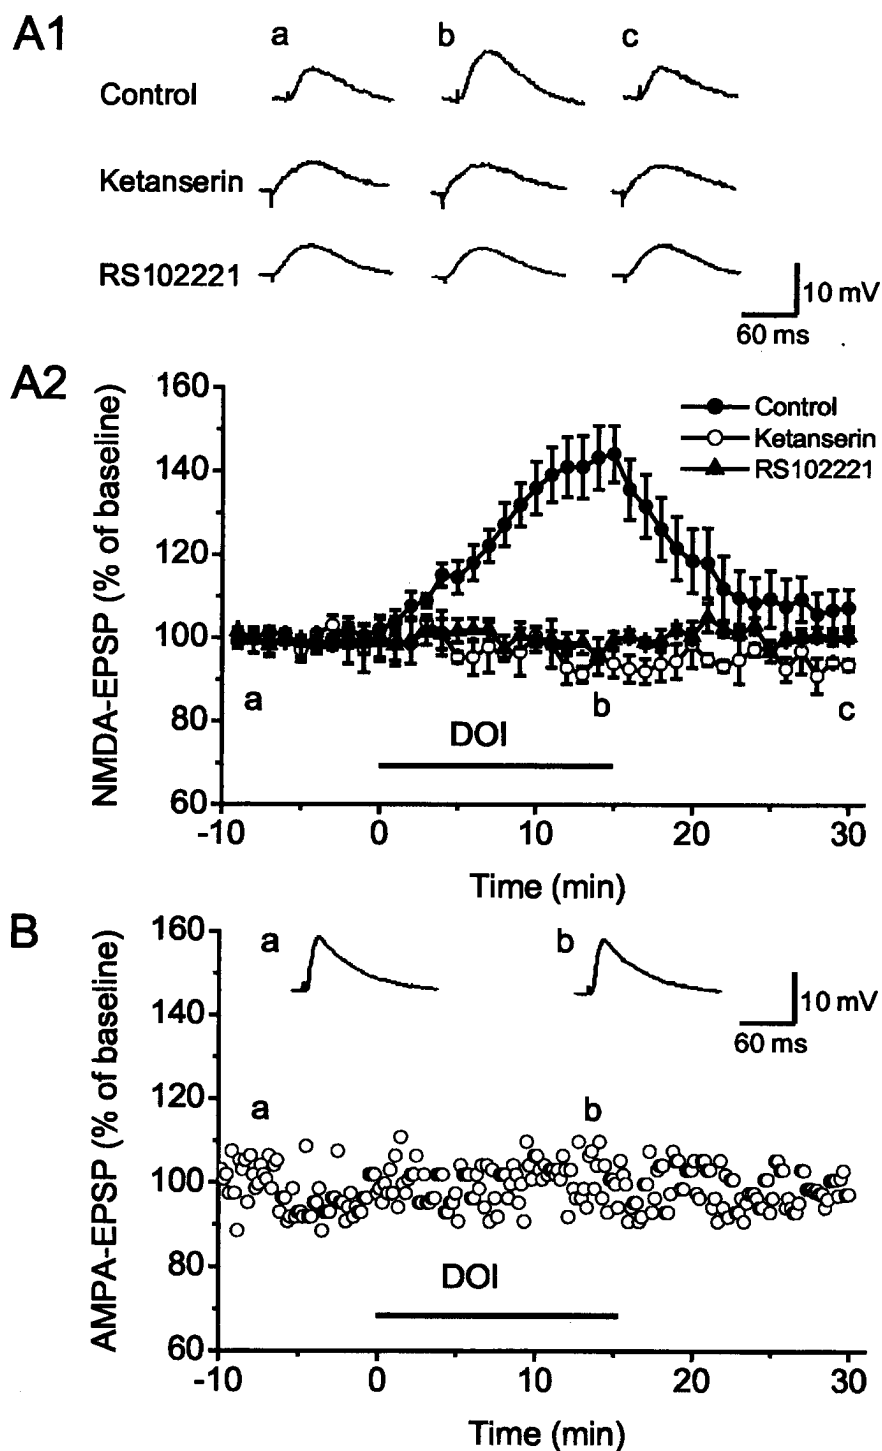 A1
a b c
Control
Ketanserin
RS102221
10 mV
60 ms
A2
NMDA-EPSP (% of baseline)
160
140
120
100
80
60
Control
Ketanserin
RS102221
a
b
c
DOI
-10 0 10 20 30
Time (min)
B
AMPA-EPSP (% of baseline)
160
140
120
100
80
60
a b
10 mV
60 ms
a b
DOI
-10 0 10 20 30
Time (min)